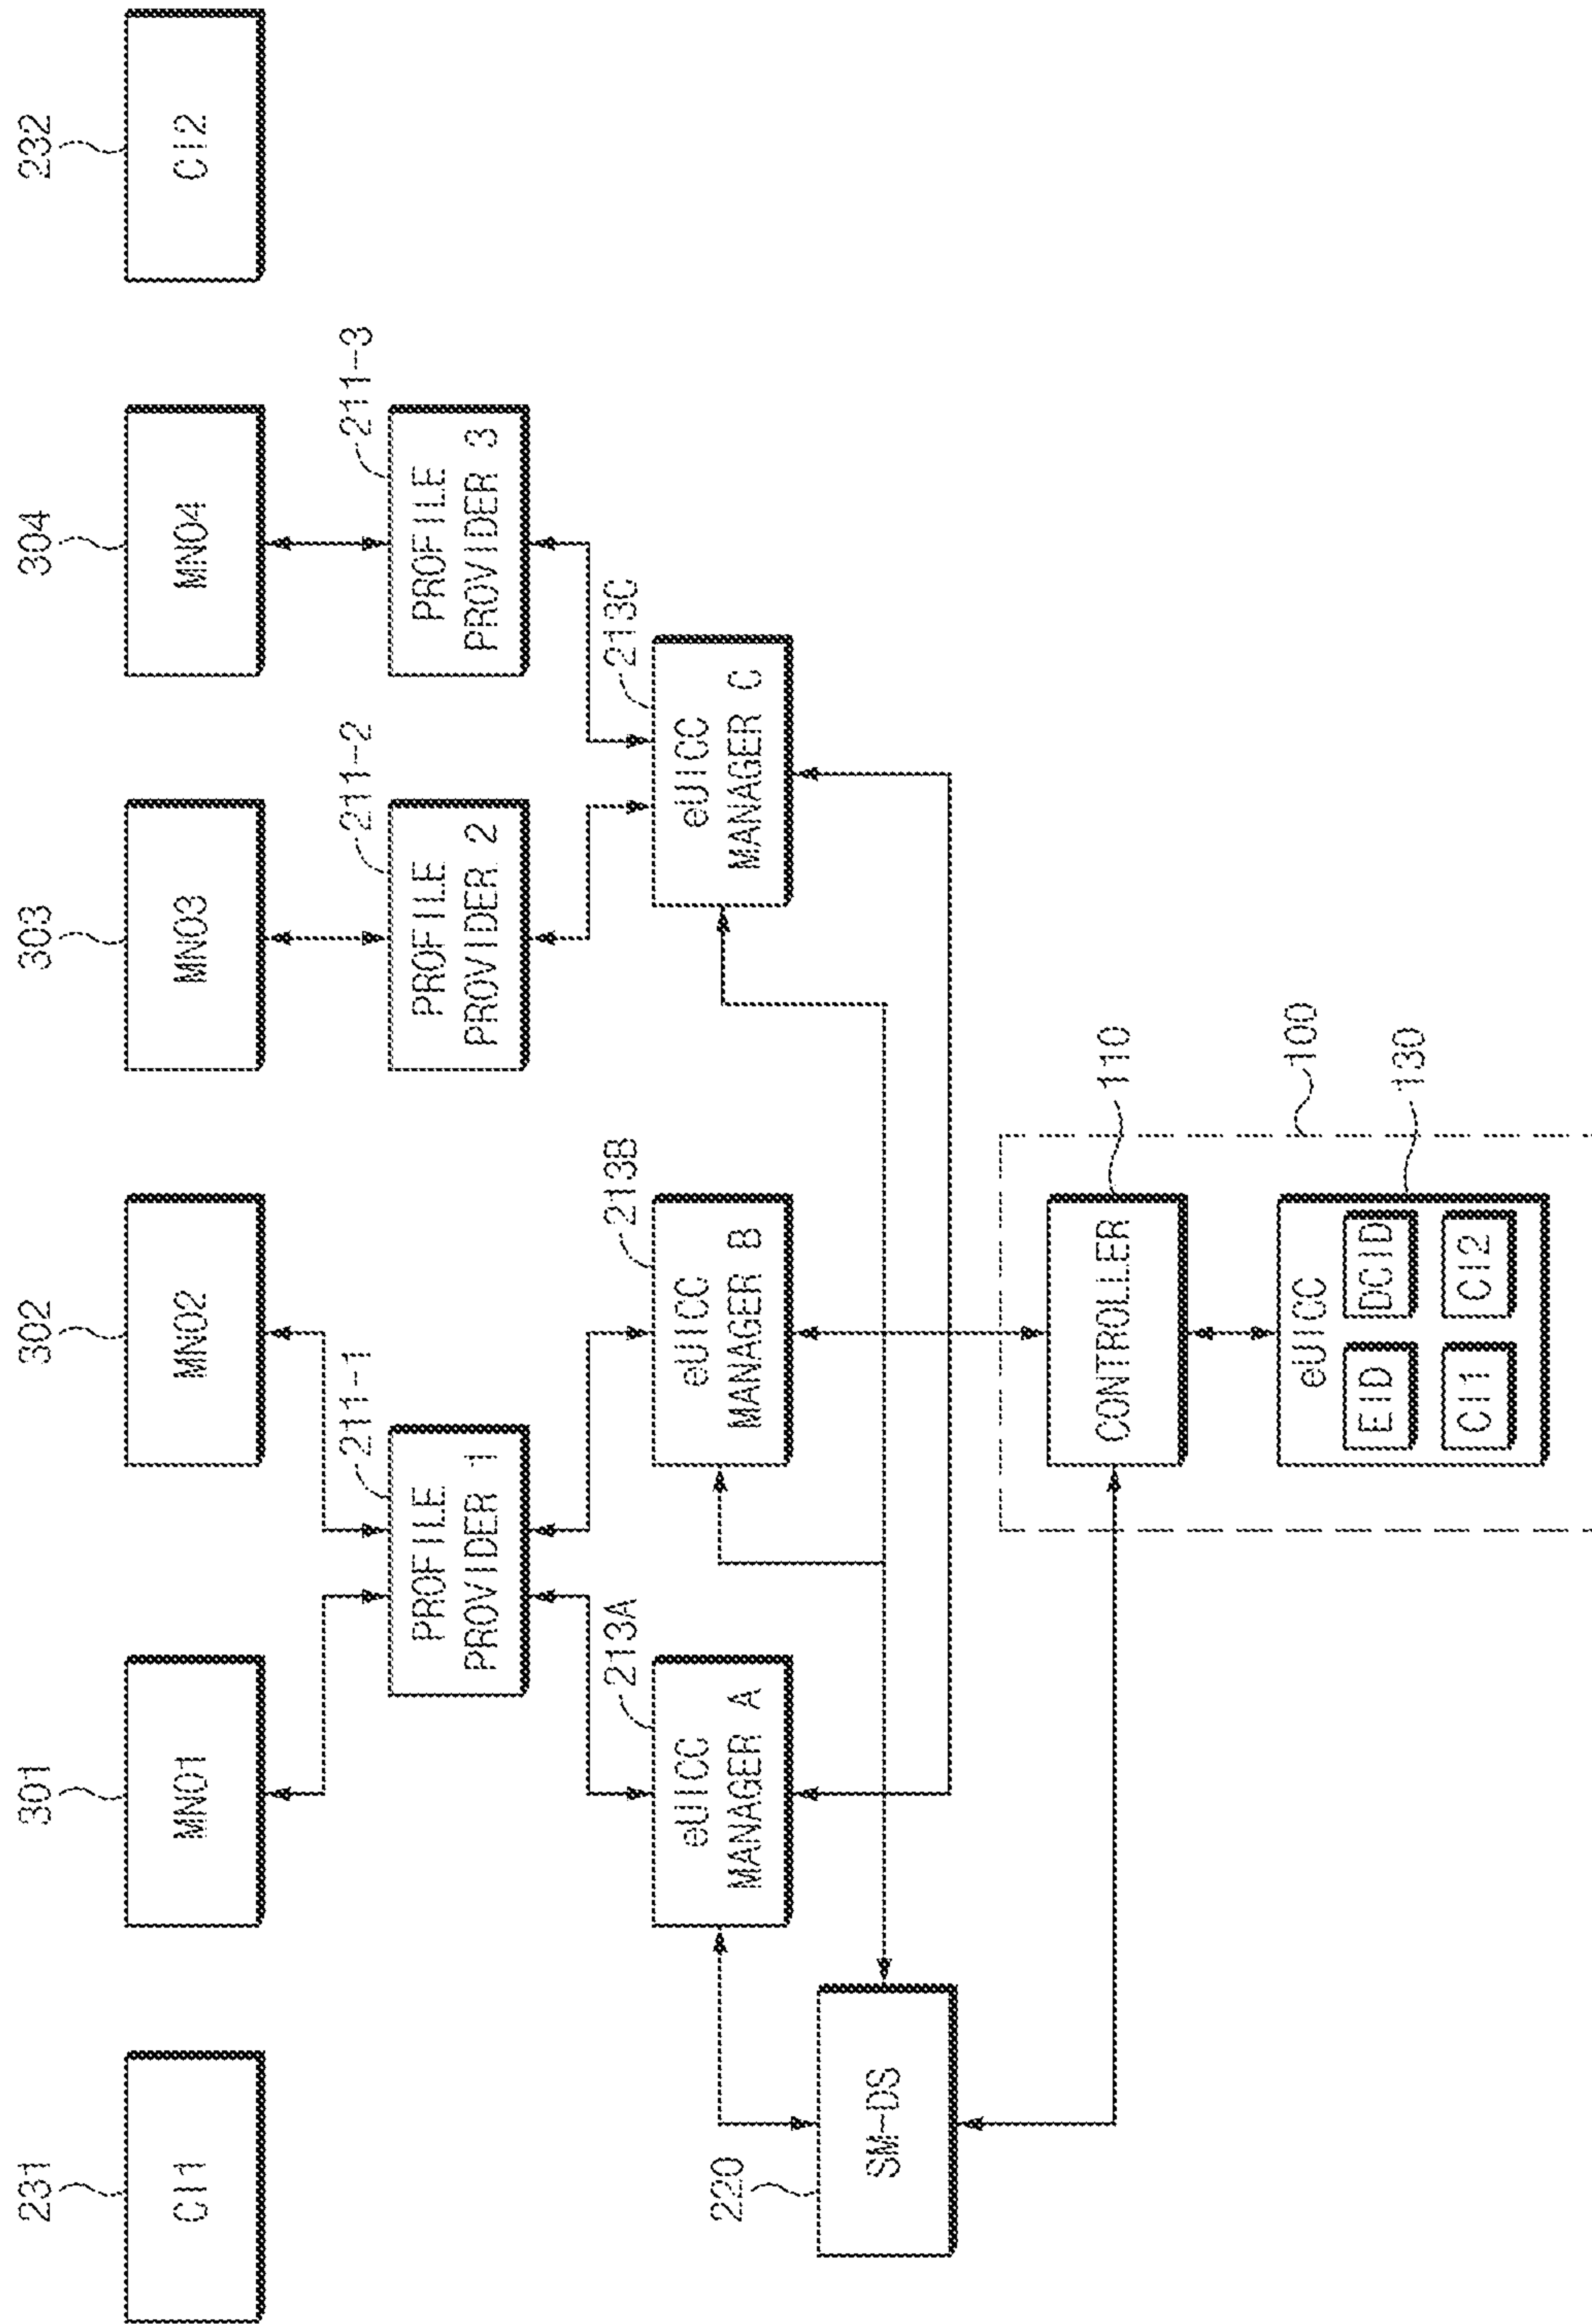 231
301
302
303
304
232
CI1
MNO1
MNO2
MNO3
MNO4
CI2
211-1
211-2
211-3
PROFILE
PROVIDER 1
PROFILE
PROVIDER 2
PROFILE
PROVIDER 3
213A
213B
213C
eUICC
MANAGER A
eUICC
MANAGER B
eUICC
MANAGER C
220
SM-DS
110
CONTROLLER
100
eUICC
130
EID
DCID
CI1
CI2